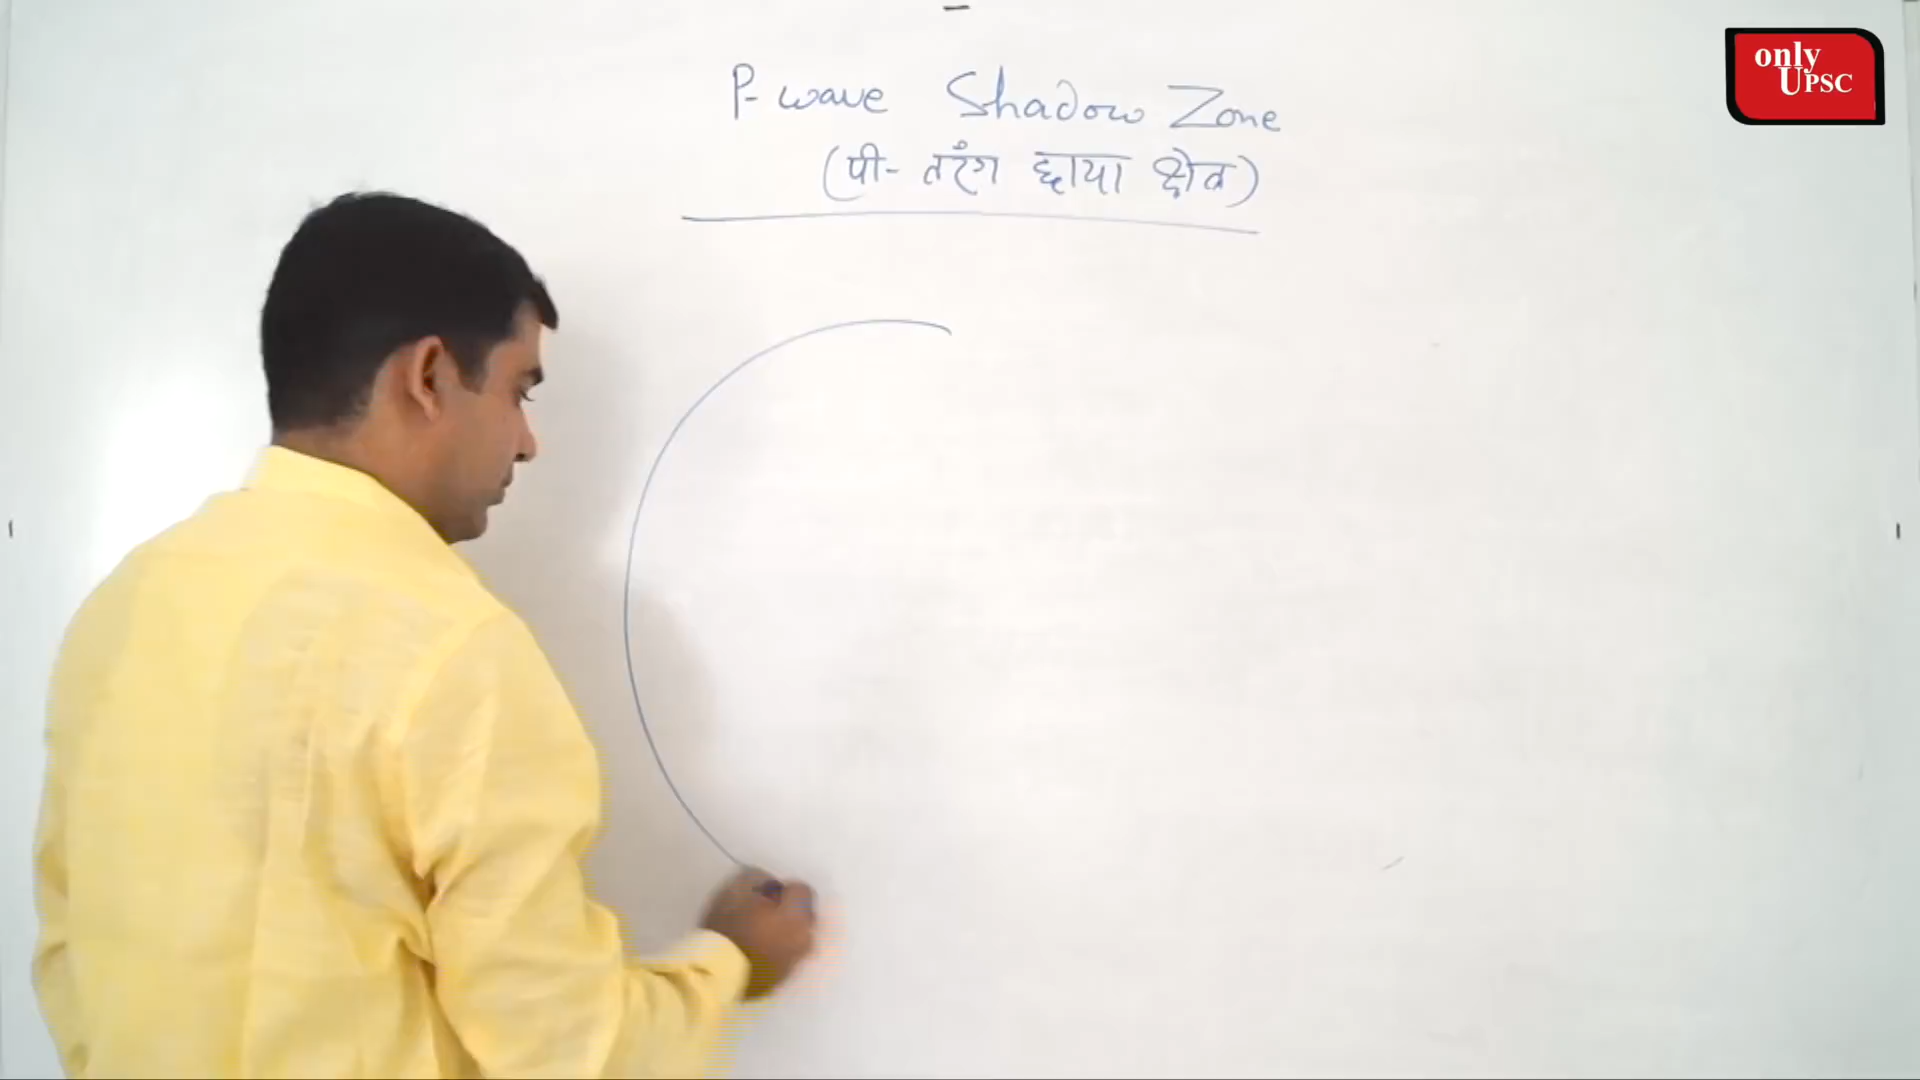 P- wave Shadow Zone
(पी- तरंग छाया क्षेत्र)
only
UPSC